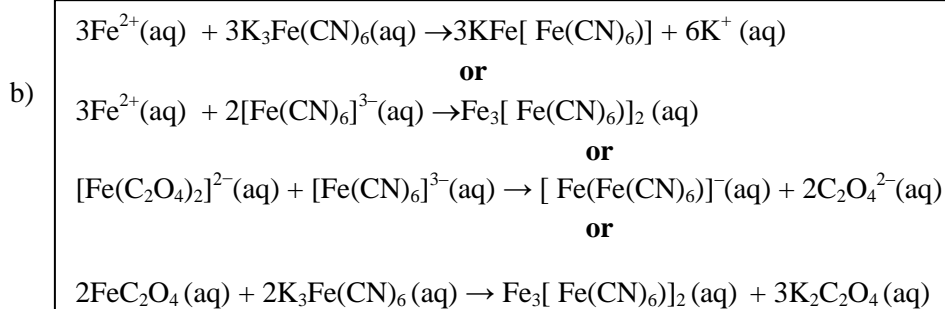 3Fe²⁺(aq) + 3K₃Fe(CN)₆(aq) →3KFe[ Fe(CN)₆)] + 6K⁺ (aq)
or
b)
3Fe²⁺(aq) + 2[Fe(CN)₆]³⁻(aq) →Fe₃[ Fe(CN)₆)]₂ (aq)
or
[Fe(C₂O₄)₂]²⁻(aq) + [Fe(CN)₆]³⁻(aq) → [ Fe(Fe(CN)₆)]⁻(aq) + 2C₂O₄²⁻(aq)
or
2FeC₂O₄ (aq) + 2K₃Fe(CN)₆ (aq) → Fe₃[ Fe(CN)₆)]₂ (aq) + 3K₂C₂O₄ (aq)